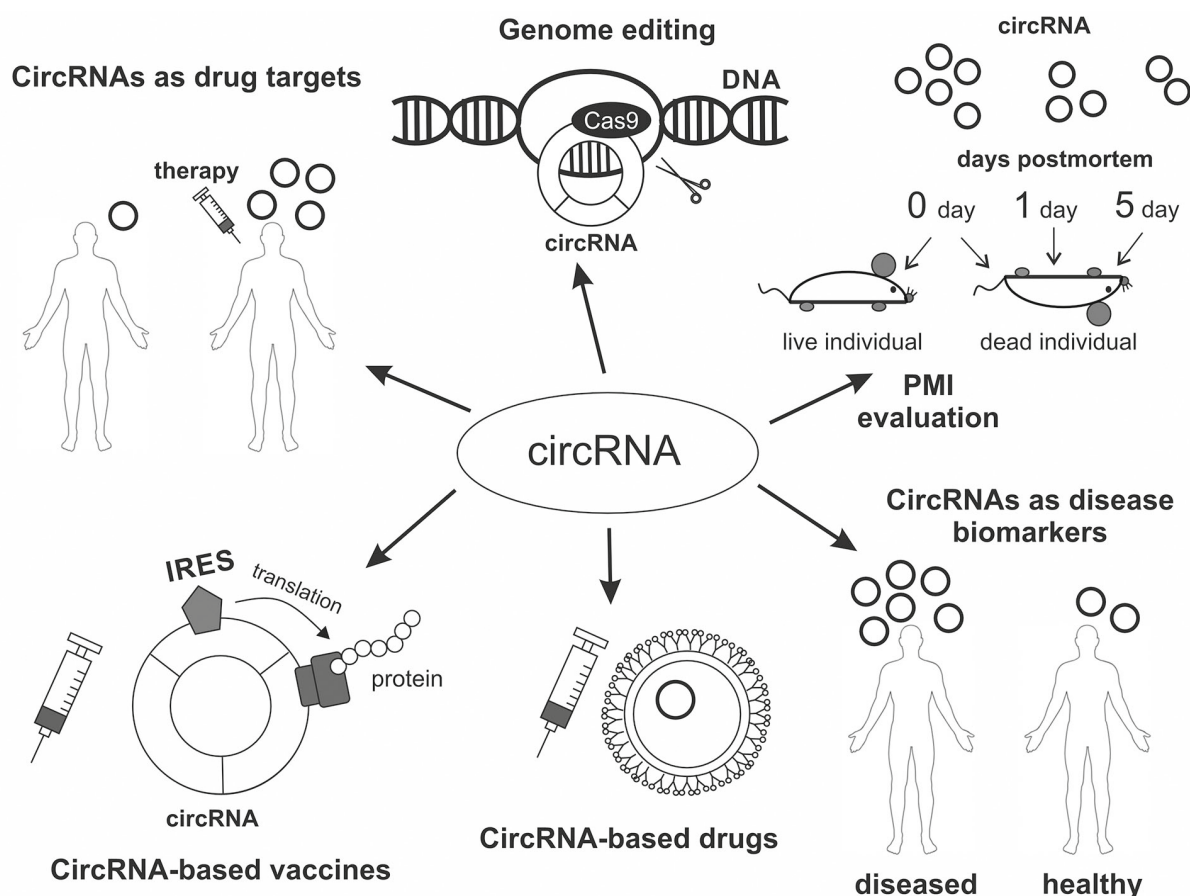 Genome editing
DNA
Cas9
circRNA
CircRNAs as drug targets
therapy
circRNA
days postmortem
0 day 1 day 5 day
live individual dead individual
PMI
evaluation
circRNA
CircRNAs as disease
biomarkers
diseased healthy
IRES
translation
protein
circRNA
CircRNA-based vaccines
CircRNA-based drugs